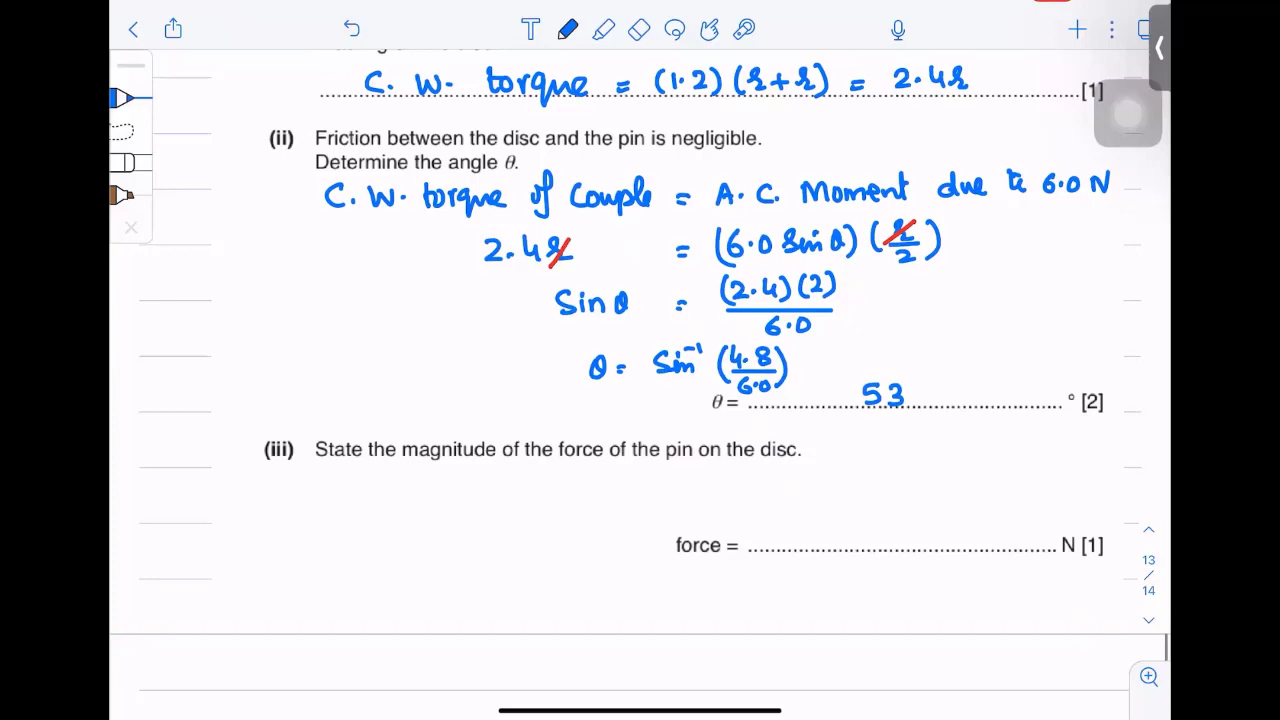 C. W. torque = (1.2) (r+r) = 2.4r [1]
(ii) Friction between the disc and the pin is negligible.
Determine the angle θ.
C. W. torque of Couple = A. C. Moment due to 6.0 N
2.4r = (6.0 Sin θ) (r/2)
Sin θ = (2.4)(2)/6.0
θ = Sin⁻¹ (4.8/6.0)
θ = 53 ° [2]
(iii) State the magnitude of the force of the pin on the disc.
force = ........................................................ N [1]
13
/
14